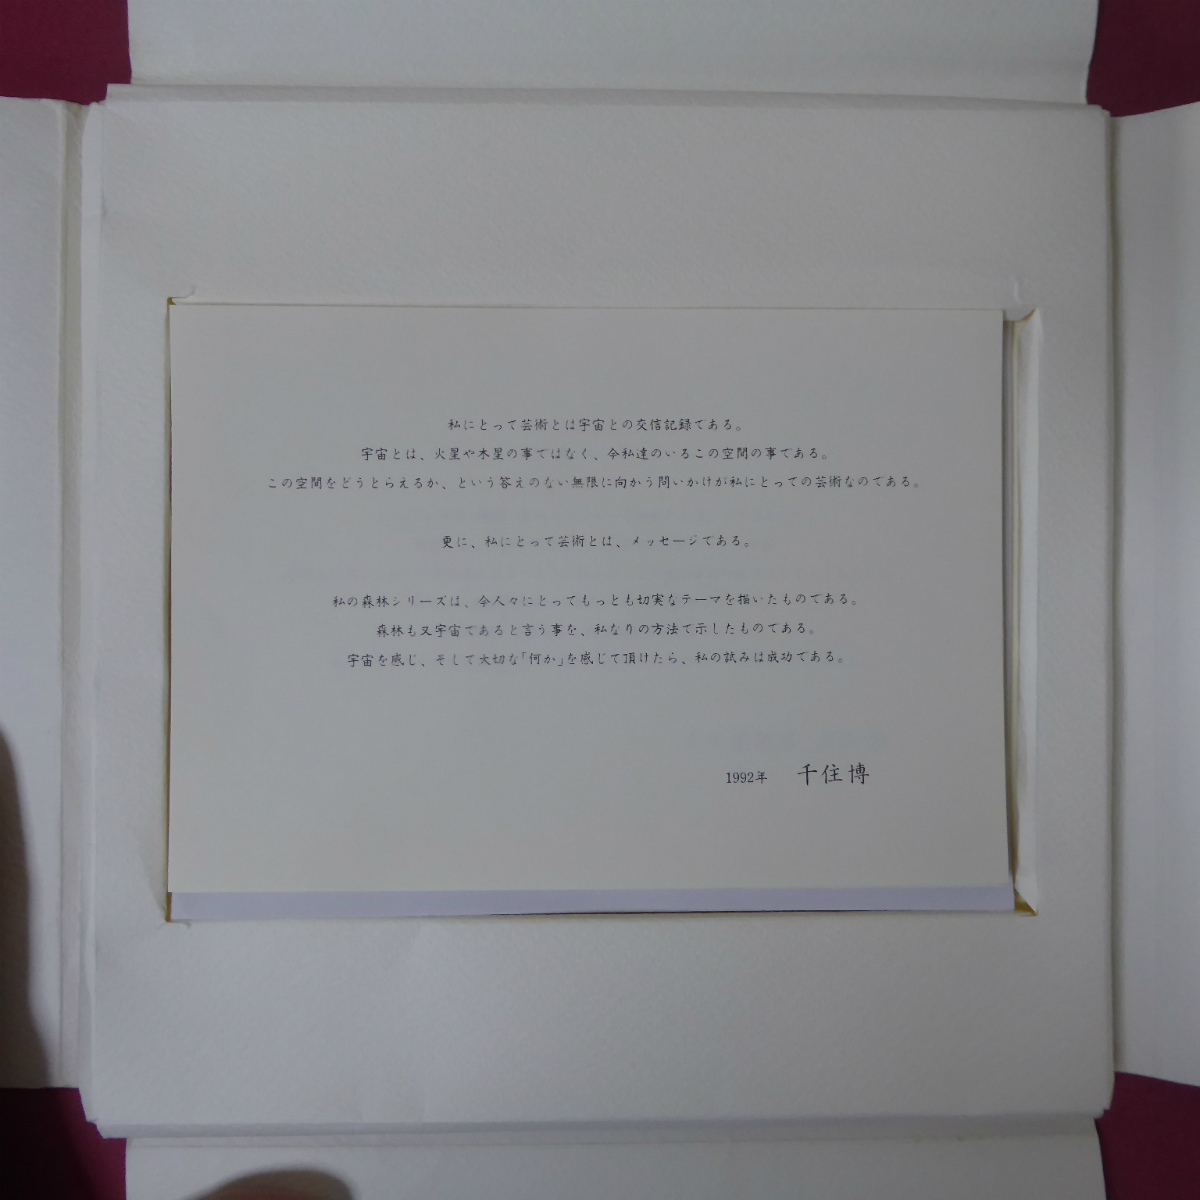 私にとって芸術とは宇宙との交信記録である。
宇宙とは、火星や木星の事ではなく、今私達のいるこの空間の事である。
この空間をどうとらえるか、という答えのない無限に向かう問いかけが私にとっての芸術なのである。
更に、私にとって芸術とは、メッセージである。
私の森林シリーズは、今人々にとってもっとも切実なテーマを描いたものである。
森林も又宇宙であると言う事を、私なりの方法で示したものである。
宇宙を感じ、そして大切な「何か」を感じて頂けたら、私の試みは成功である。
1992年 千住博